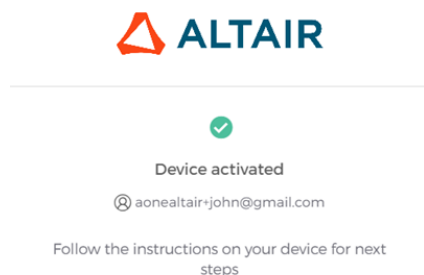 ALTAIR
Device activated
aonealtair+john@gmail.com
Follow the instructions on your device for next
steps